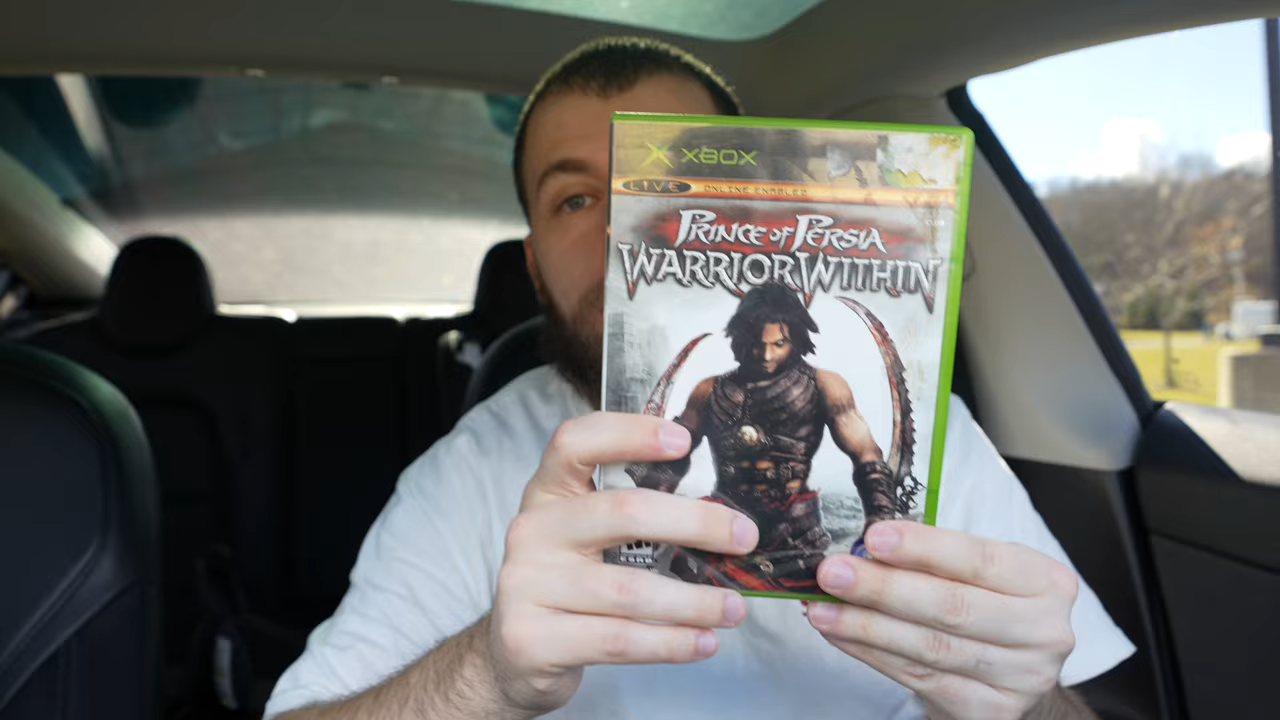 XBOX
LIVE ONLINE ENABLED
PRINCE OF PERSIA
WARRIOR WITHIN